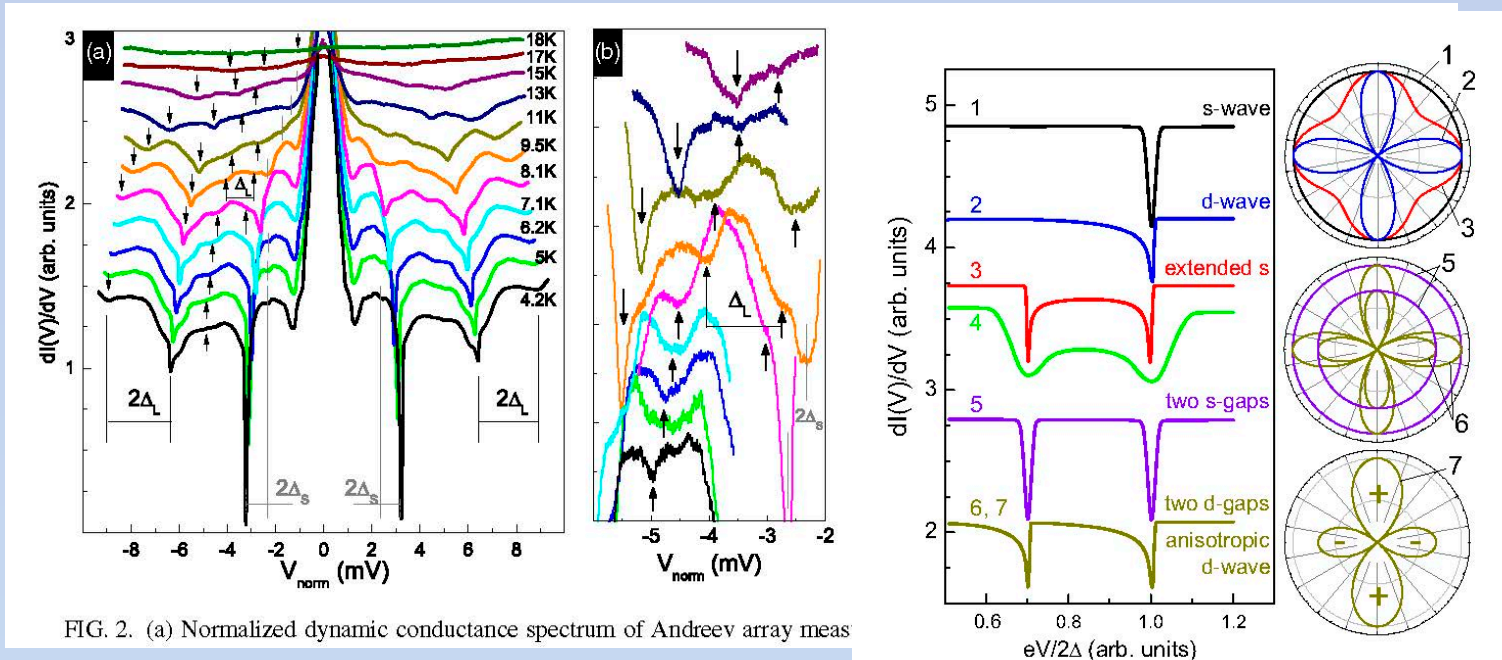 (a)
3
2
1
dI(V)/dV (arb. units)
18K
17K
15K
13K
11K
9.5K
8.1K
7.1K
6.2K
5K
4.2K
Δ_L
2Δ_L
2Δ_L
2Δ_S
2Δ_S
-8 -6 -4 -2 0 2 4 6 8
V_norm (mV)
(b)
Δ_L
2Δ_S
-5 -4 -3 -2
V_norm (mV)
FIG. 2. (a) Normalized dynamic conductance spectrum of Andreev array meas
5
4
3
2
dI(V)/dV (arb. units)
1
s-wave
2
d-wave
3
extended s
4
5
two s-gaps
6, 7
two d-gaps
anisotropic
d-wave
0.6 0.8 1.0 1.2
eV/2Δ (arb. units)
1
2
3
5
6
7
+
- -
+